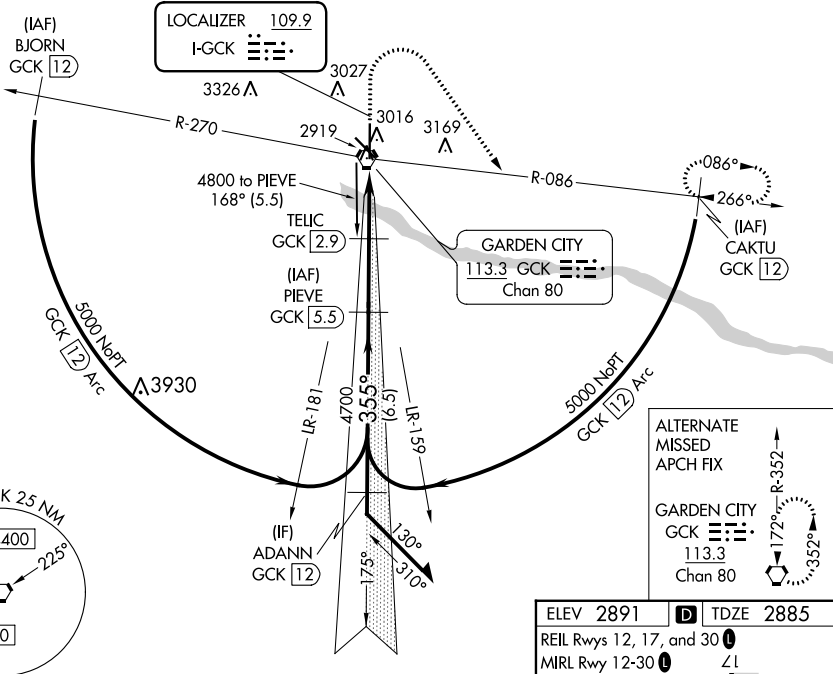 (IAF)
BJORN
GCK 12
LOCALIZER 109.9
I-GCK
3326
3027
3016
2919
3169
R-270
R-086
086°
266°
(IAF)
CAKTU
GCK 12
4800 to PIEVE
168° (5.5)
TELIC
GCK 2.9
GARDEN CITY
113.3 GCK
Chan 80
(IAF)
PIEVE
GCK 5.5
5000 NoPT
GCK 12 Arc
3930
LR-181
4700
355°
(6.5)
LR-159
5000 NoPT
GCK 12 Arc
(IF)
ADANN
GCK 12
130°
310°
175°
K 25 NM
400
225°
0
ALTERNATE
MISSED
APCH FIX
GARDEN CITY
GCK
113.3
Chan 80
R-352
172°
352°
ELEV 2891 D TDZE 2885
REIL Rwys 12, 17, and 30 L
MIRL Rwy 12-30 L
17